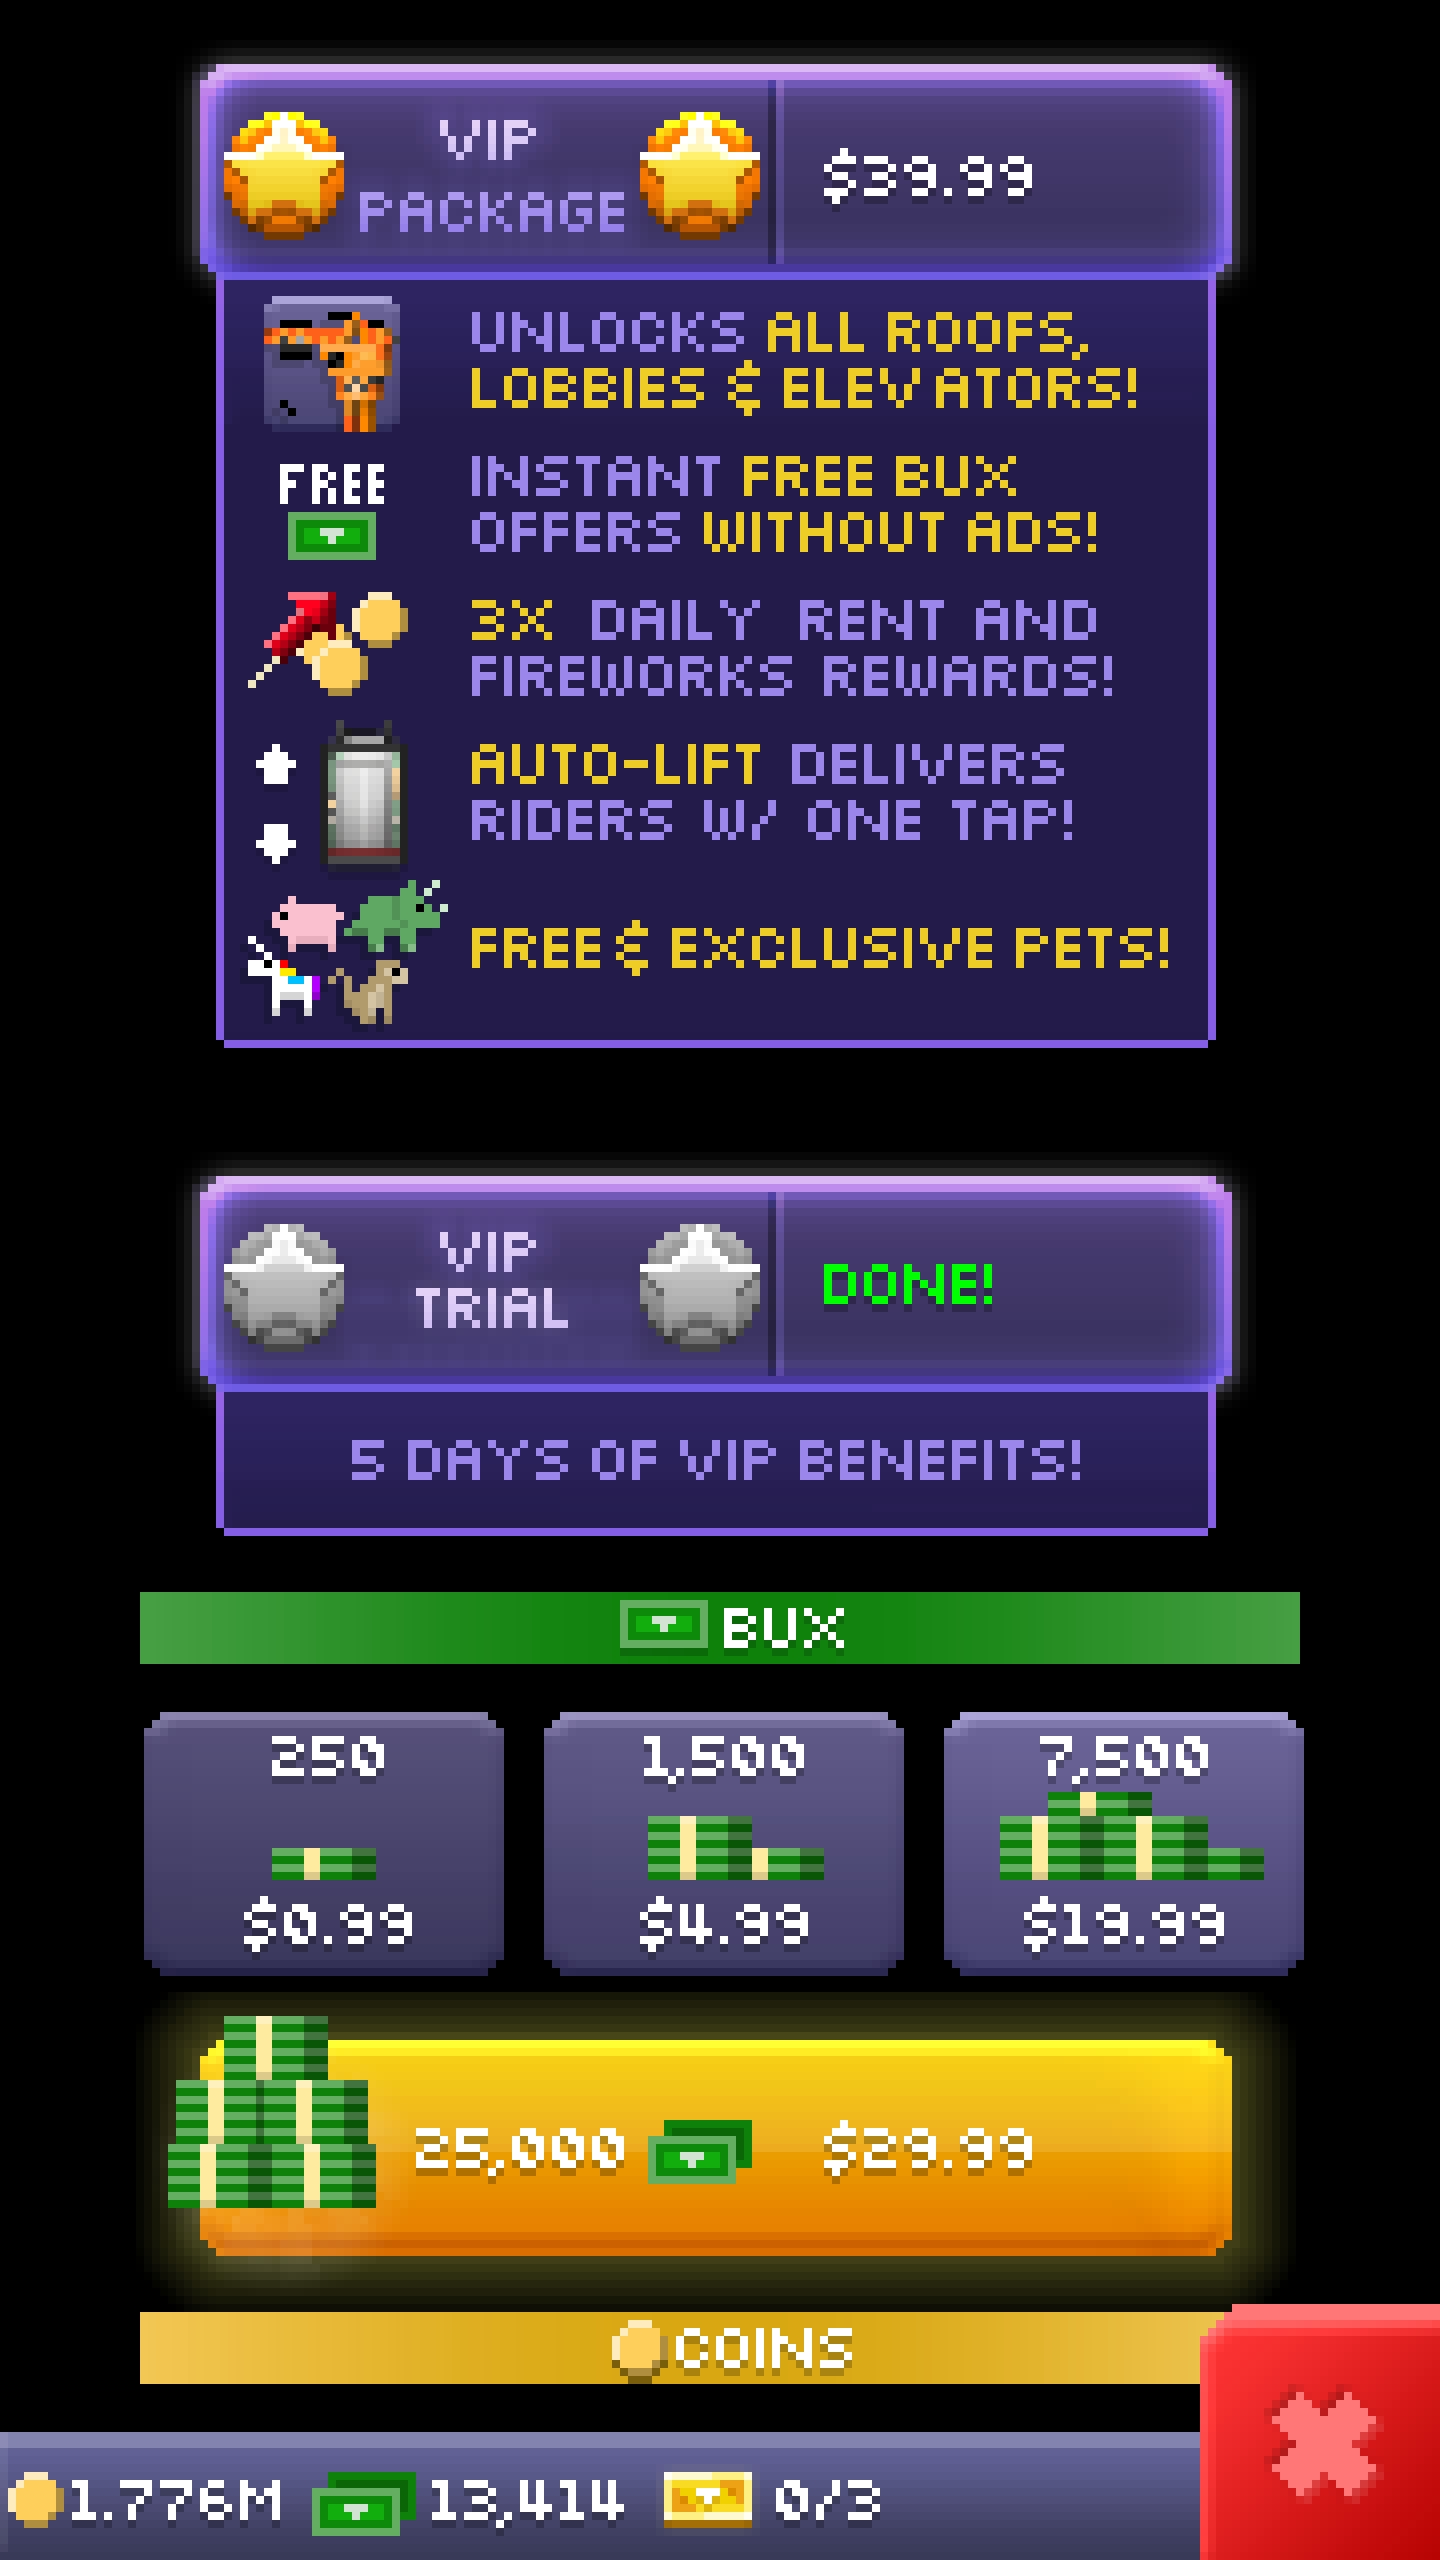 VIP
PACKAGE
$39.99
UNLOCKS ALL ROOFS,
LOBBIES & ELEVATORS!
FREE
INSTANT FREE BUX
OFFERS WITHOUT ADS!
3X DAILY RENT AND
FIREWORKS REWARDS!
AUTO-LIFT DELIVERS
RIDERS W/ ONE TAP!
FREE & EXCLUSIVE PETS!
VIP
TRIAL
DONE!
5 DAYS OF VIP BENEFITS!
BUX
250 1,500 7,500
$0.99 $4.99 $19.99
25,000 $29.99
COINS
1.776M 13,414 0/3